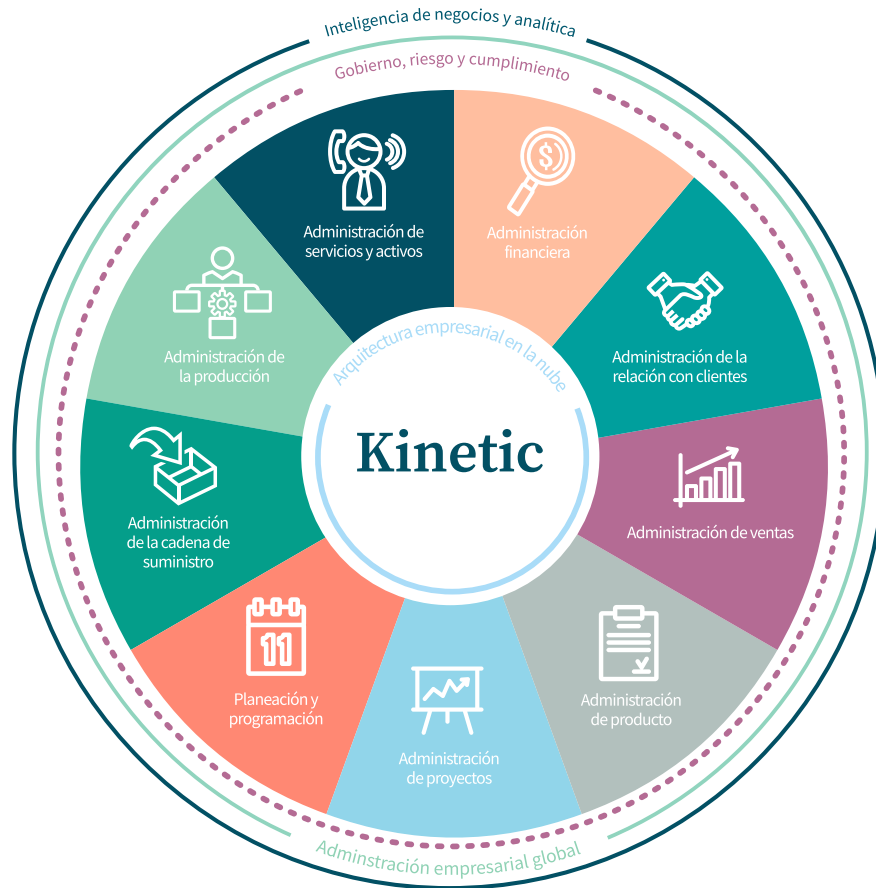 Inteligencia de negocios y analítica
Gobierno, riesgo y cumplimiento
Administración de
servicios y activos
Administración
financiera
Administración de la
relación con clientes
Administración de ventas
Administración
de producto
Administración
de proyectos
11
Planeación y
programación
Administración
de la cadena de
suministro
Administración de
la producción
Arquitectura empresarial en la nube
Kinetic
$
Adminstración empresarial global